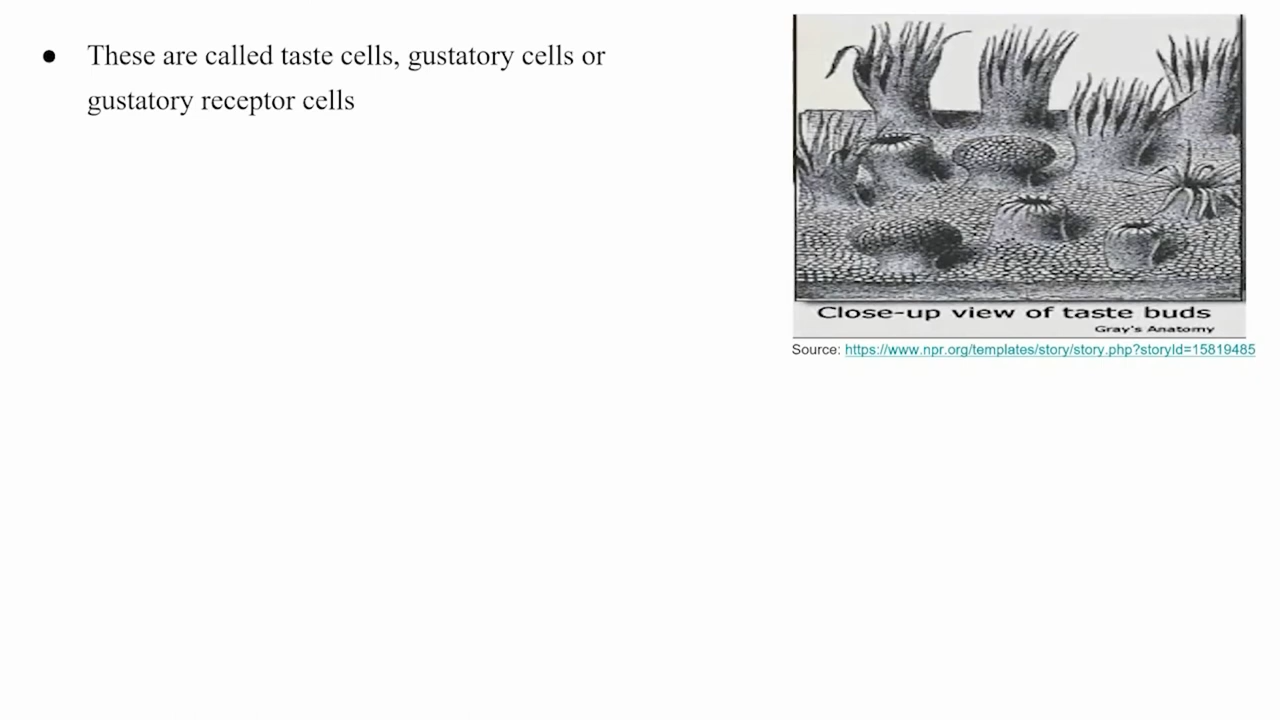 ● These are called taste cells, gustatory cells or
gustatory receptor cells
Close-up view of taste buds
Gray's Anatomy
Source: https://www.npr.org/templates/story/story.php?storyId=15819485